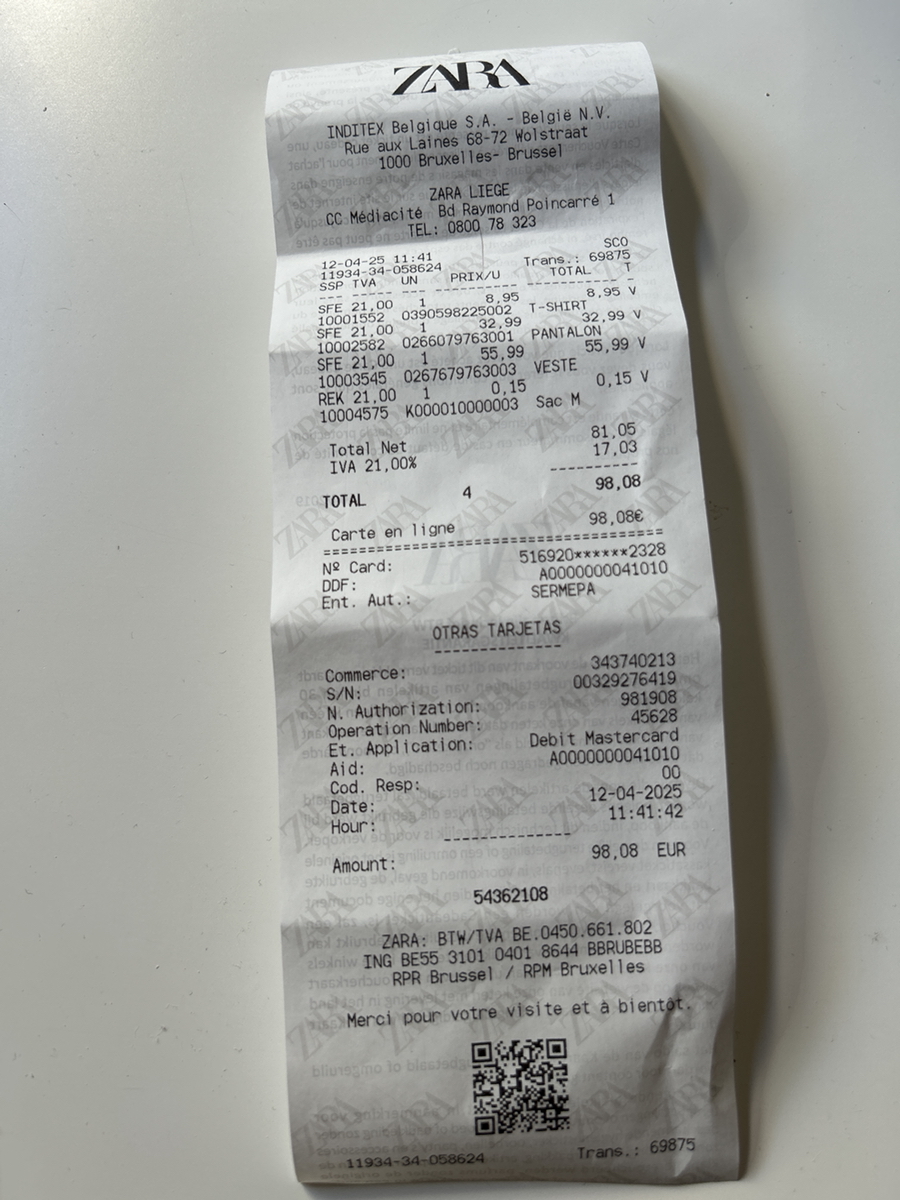 ZARA
INDITEX Belgique S.A. - België N.V.
Rue aux Laines 68-72 Wolstraat
1000 Bruxelles- Brussel
ZARA LIEGE
CC Médiacité Bd Raymond Poincarré 1
TEL: 0800 78 323
SCO
12-04-25 11:41 Trans.: 69875
11934-34-058624
SSP TVA UN PRIX/U TOTAL T
SFE 21,00 1 8,95 8,95 V
10001552 0390598225002 T-SHIRT
SFE 21,00 1 32,99 32,99 V
10002582 0266079763001 PANTALON
SFE 21,00 1 55,99 55,99 V
10003545 0267679763003 VESTE
REK 21,00 1 0,15 0,15 V
10004575 K000010000003 Sac M
Total Net 81,05
IVA 21,00% 17,03
----------
TOTAL 4 98,08
Carte en ligne 98,08€
======================================
Nº Card: 516920******2328
DDF: A0000000041010
Ent. Aut.: SERMEPA
OTRAS TARJETAS
--------------
Commerce: 343740213
S/N: 00329276419
N. Authorization: 981908
Operation Number: 45628
Et. Application: Debit Mastercard
Aid: A0000000041010
Cod. Resp: 00
Date: 12-04-2025
Hour: 11:41:42
--------------
Amount: 98,08 EUR
54362108
ZARA: BTW/TVA BE.0450.661.802
ING BE55 3101 0401 8644 BBRUBEBB
RPR Brussel / RPM Bruxelles
Merci pour votre visite et à bientôt.
11934-34-058624 Trans.: 69875